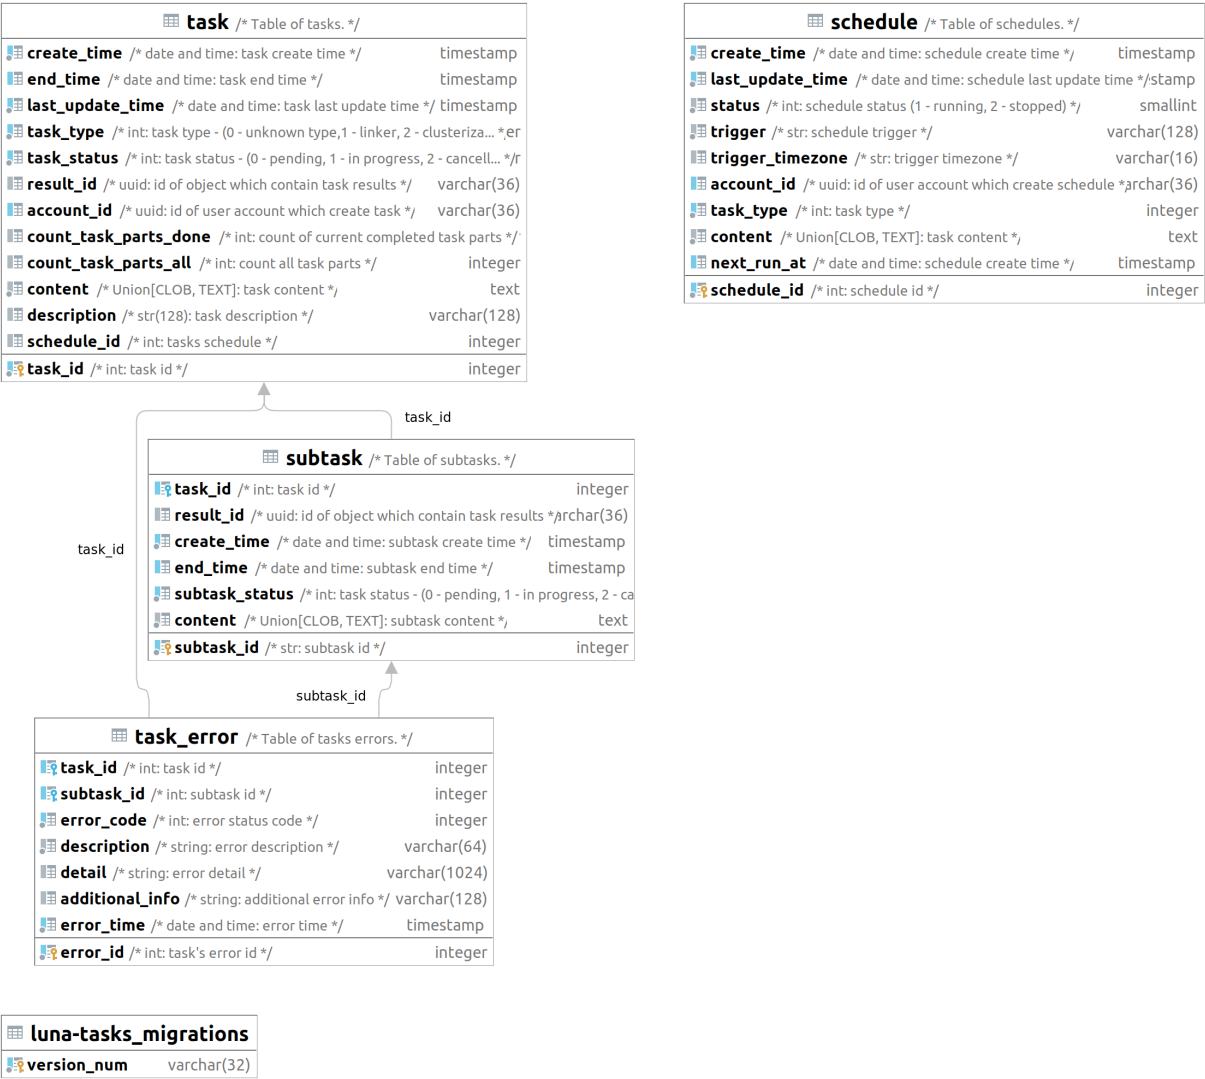 task /* Table of tasks. */
create_time /* date and time: task create time */ timestamp
end_time /* date and time: task end time */ timestamp
last_update_time /* date and time: task last update time */ timestamp
task_type /* int: task type - (0 - unknown type,1 - linker, 2 - clusteriza... */er
task_status /* int: task status - (0 - pending, 1 - in progress, 2 - cancell... */r
result_id /* uuid: id of object which contain task results */ varchar(36)
account_id /* uuid: id of user account which create task */ varchar(36)
count_task_parts_done /* int: count of current completed task parts */
count_task_parts_all /* int: count all task parts */ integer
content /* Union[CLOB, TEXT]: task content */ text
description /* str(128): task description */ varchar(128)
schedule_id /* int: tasks schedule */ integer
task_id /* int: task id */ integer
schedule /* Table of schedules. */
create_time /* date and time: schedule create time */ timestamp
last_update_time /* date and time: schedule last update time */stamp
status /* int: schedule status (1 - running, 2 - stopped) */ smallint
trigger /* str: schedule trigger */ varchar(128)
trigger_timezone /* str: trigger timezone */ varchar(16)
account_id /* uuid: id of user account which create schedule */archar(36)
task_type /* int: task type */ integer
content /* Union[CLOB, TEXT]: task content */ text
next_run_at /* date and time: schedule create time */ timestamp
schedule_id /* int: schedule id */ integer
task_id
subtask /* Table of subtasks. */
task_id /* int: task id */ integer
result_id /* uuid: id of object which contain task results */archar(36)
create_time /* date and time: subtask create time */ timestamp
end_time /* date and time: subtask end time */ timestamp
subtask_status /* int: task status - (0 - pending, 1 - in progress, 2 - ca
content /* Union[CLOB, TEXT]: subtask content */ text
subtask_id /* str: subtask id */ integer
task_id
subtask_id
task_error /* Table of tasks errors. */
task_id /* int: task id */ integer
subtask_id /* int: subtask id */ integer
error_code /* int: error status code */ integer
description /* string: error description */ varchar(64)
detail /* string: error detail */ varchar(1024)
additional_info /* string: additional error info */ varchar(128)
error_time /* date and time: error time */ timestamp
error_id /* int: task's error id */ integer
luna-tasks_migrations
version_num varchar(32)